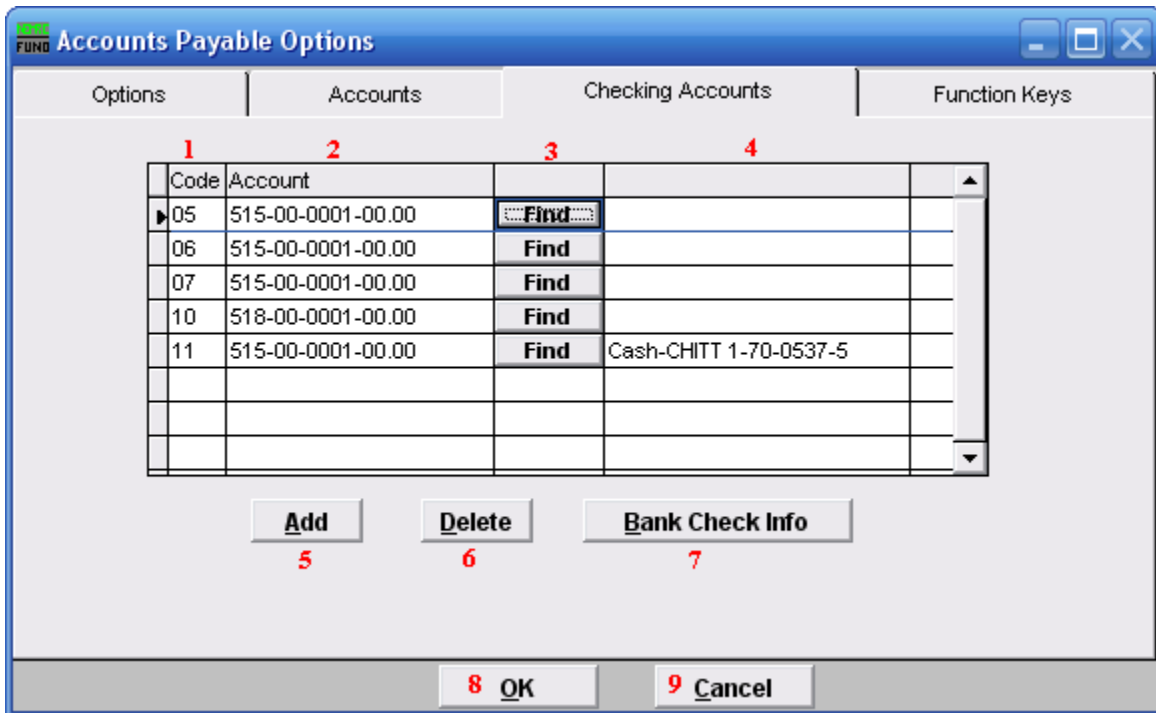 FUND Accounts Payable Options
Options Accounts Checking Accounts Function Keys
1 2 3 4
Code Account
05 515-00-0001-00.00 Find
06 515-00-0001-00.00 Find
07 515-00-0001-00.00 Find
10 518-00-0001-00.00 Find
11 515-00-0001-00.00 Find Cash-CHITT 1-70-0537-5
Add Delete Bank Check Info
5 6 7
8 OK 9 Cancel